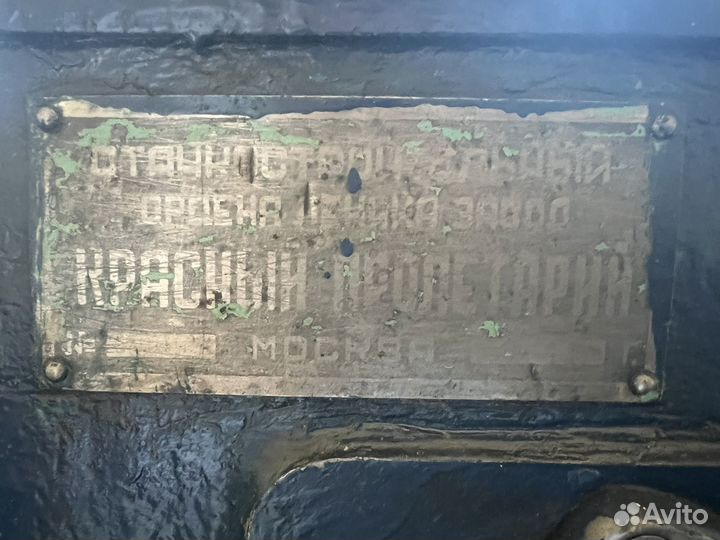 СТАНКОСТРОИТЕЛЬНЫЙ
ОРДЕНА ЛЕНИНА ЗАВОД
КРАСНЫЙ ПРОЛЕТАРИЙ
№ МОСКВА Г
Avito